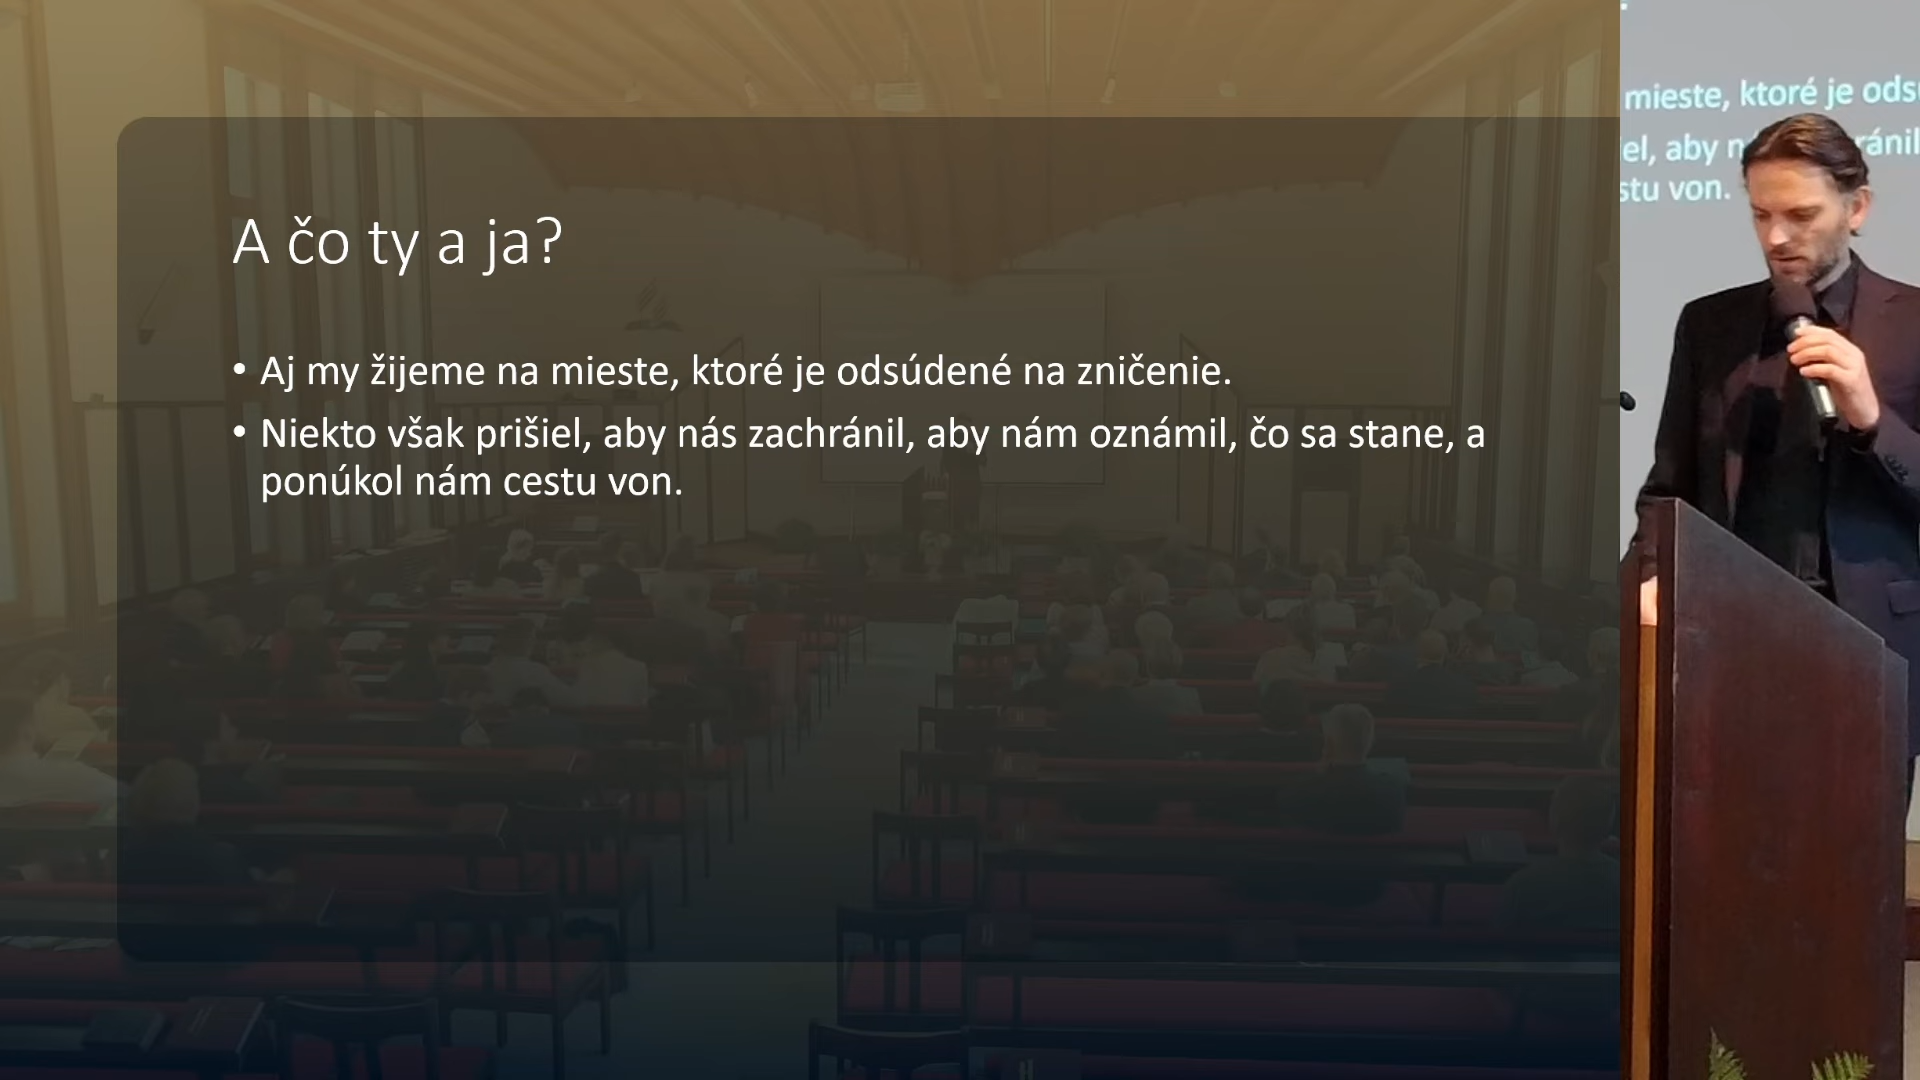 A čo ty a ja?
• Aj my žijeme na mieste, ktoré je odsúdené na zničenie.
• Niekto však prišiel, aby nás zachránil, aby nám oznámil, čo sa stane, a
ponúkol nám cestu von.
mieste, ktoré je
aby
von.